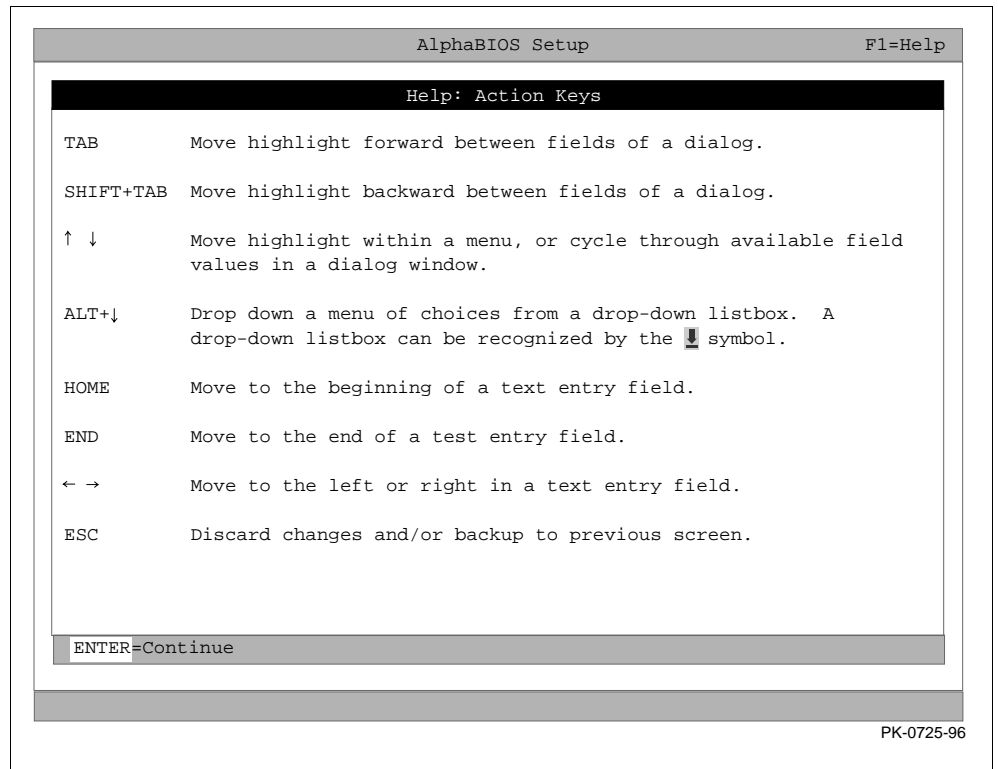 AlphaBIOS Setup F1=Help
Help: Action Keys
TAB Move highlight forward between fields of a dialog.
SHIFT+TAB Move highlight backward between fields of a dialog.
↑ ↓ Move highlight within a menu, or cycle through available field
values in a dialog window.
ALT+↓ Drop down a menu of choices from a drop-down listbox. A
drop-down listbox can be recognized by the ⬇ symbol.
HOME Move to the beginning of a text entry field.
END Move to the end of a test entry field.
← → Move to the left or right in a text entry field.
ESC Discard changes and/or backup to previous screen.
ENTER=Continue
PK-0725-96